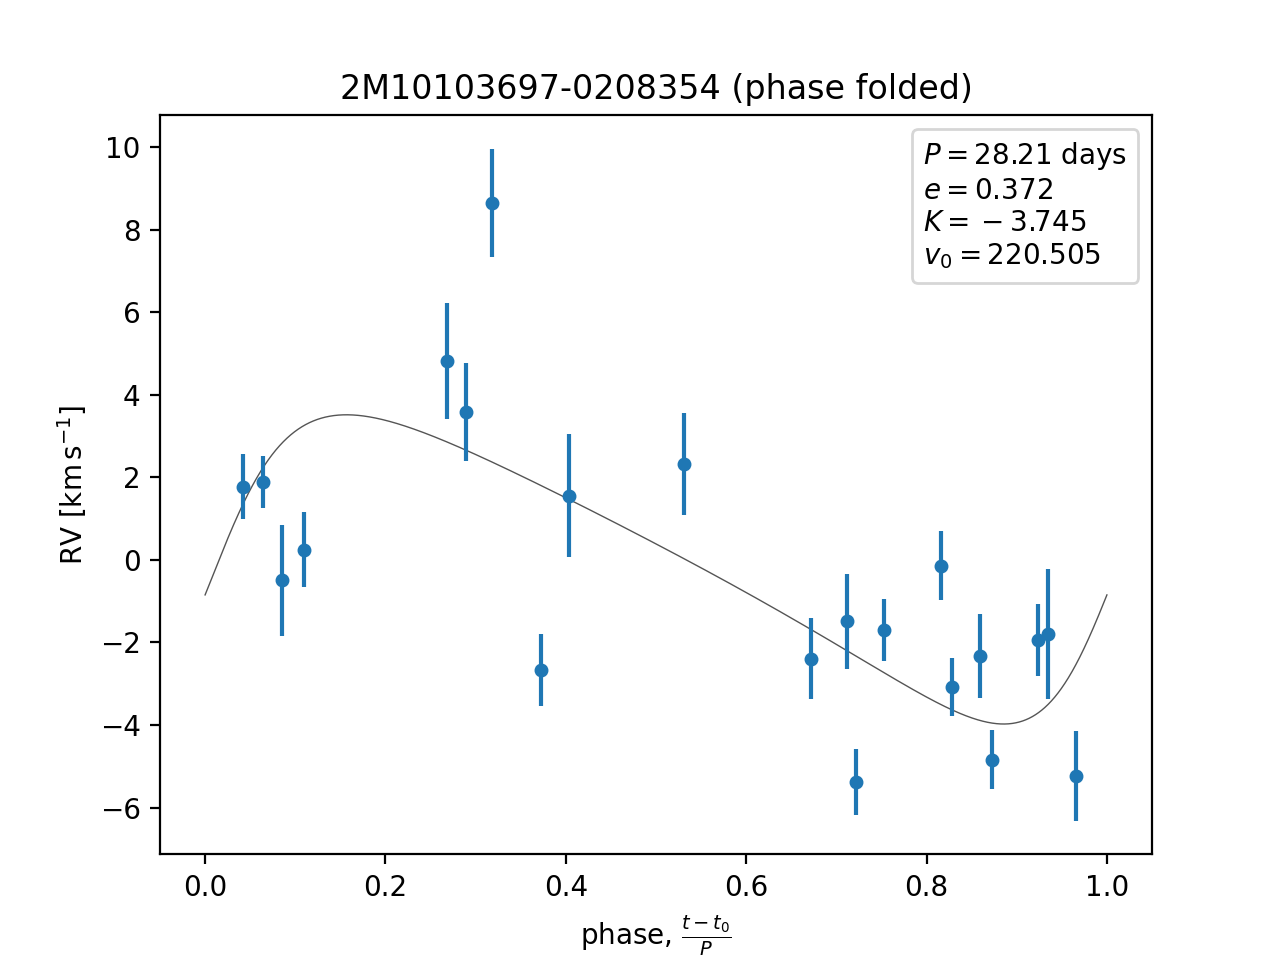 2M10103697-0208354 (phase folded)
P = 28.21 days
e = 0.372
K = −3.745
v₀ = 220.505
RV [km s⁻¹]
10
8
6
4
2
0
−2
−4
−6
0.0 0.2 0.4 0.6 0.8 1.0
phase, (t − t₀)/P